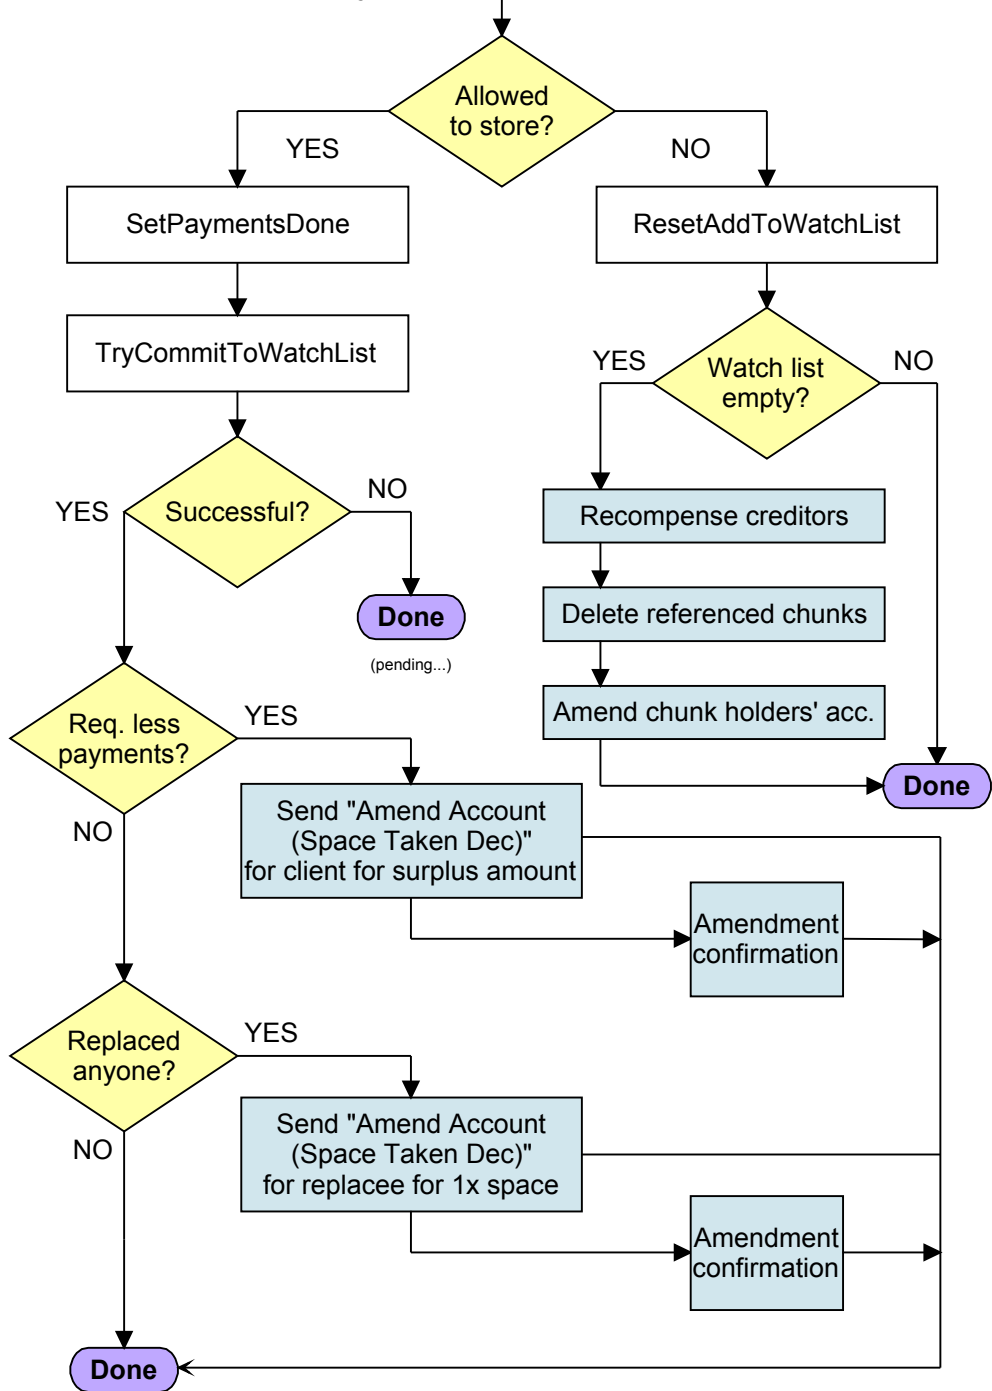 Allowed
to store?
YES
NO
SetPaymentsDone
ResetAddToWatchList
TryCommitToWatchList
YES
Watch list
empty?
NO
YES
Successful?
NO
Recompense creditors
Done
(pending...)
Delete referenced chunks
Amend chunk holders' acc.
Done
Req. less
payments?
YES
NO
Send "Amend Account
(Space Taken Dec)"
for client for surplus amount
Amendment
confirmation
Replaced
anyone?
YES
NO
Send "Amend Account
(Space Taken Dec)"
for replacee for 1x space
Amendment
confirmation
Done